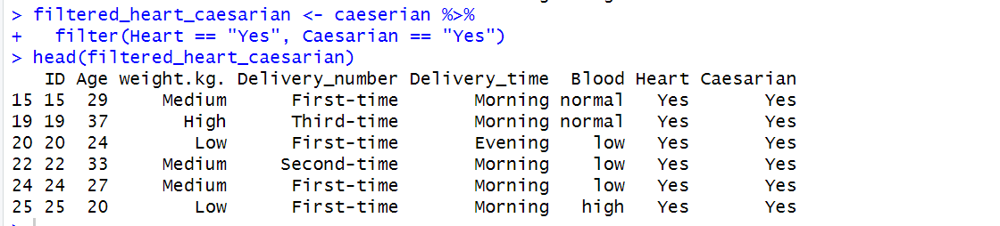 > filtered_heart_caesarian <- caeserian %>%
+   filter(Heart == "Yes", Caesarian == "Yes")
> head(filtered_heart_caesarian)
   ID Age weight.kg. Delivery_number Delivery_time  Blood Heart Caesarian
15 15  29     Medium      First-time       Morning normal   Yes       Yes
19 19  37       High      Third-time       Morning normal   Yes       Yes
20 20  24        Low      First-time       Evening    low   Yes       Yes
22 22  33     Medium     Second-time       Morning    low   Yes       Yes
24 24  27     Medium      First-time       Morning    low   Yes       Yes
25 25  20        Low      First-time       Morning   high   Yes       Yes